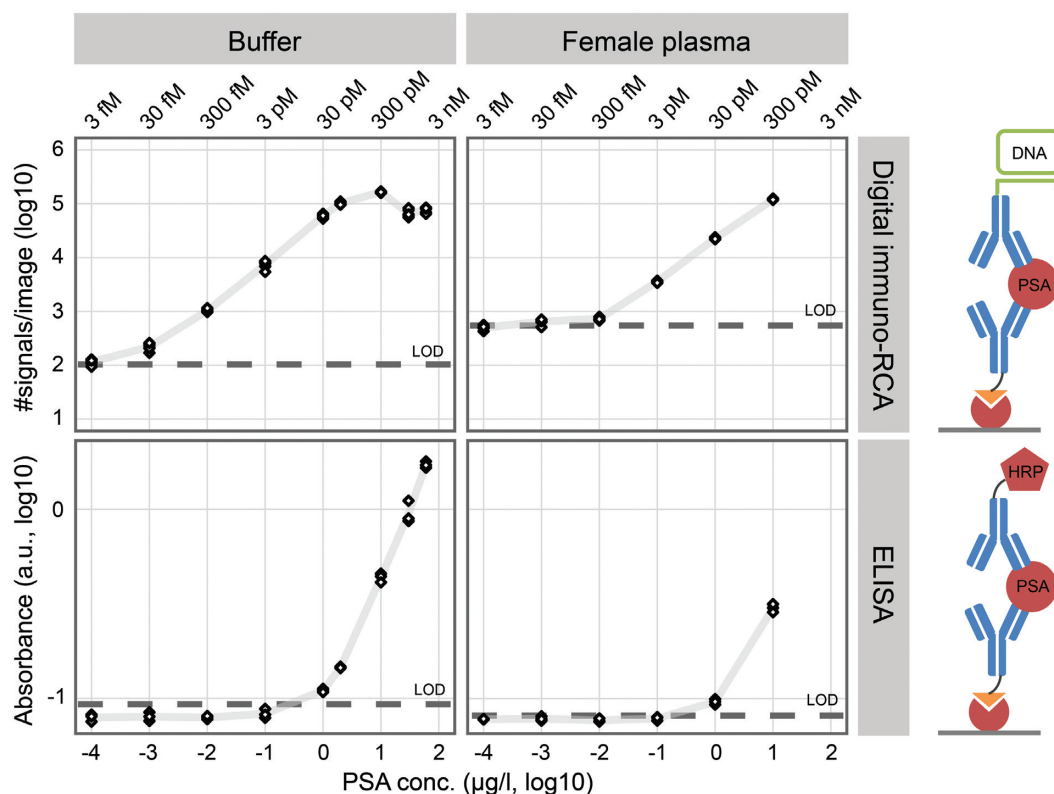 Buffer
Female plasma
3 fM 30 fM 300 fM 3 pM 30 pM 300 pM 3 nM
3 fM 30 fM 300 fM 3 pM 30 pM 300 pM 3 nM
#signals/image (log10)
6
5
4
3
2
1
LOD
LOD
Digital immuno-RCA
DNA
PSA
Absorbance (a.u., log10)
0
-1
LOD
LOD
ELISA
HRP
PSA
-4 -3 -2 -1 0 1 2
-4 -3 -2 -1 0 1 2
PSA conc. (µg/l, log10)